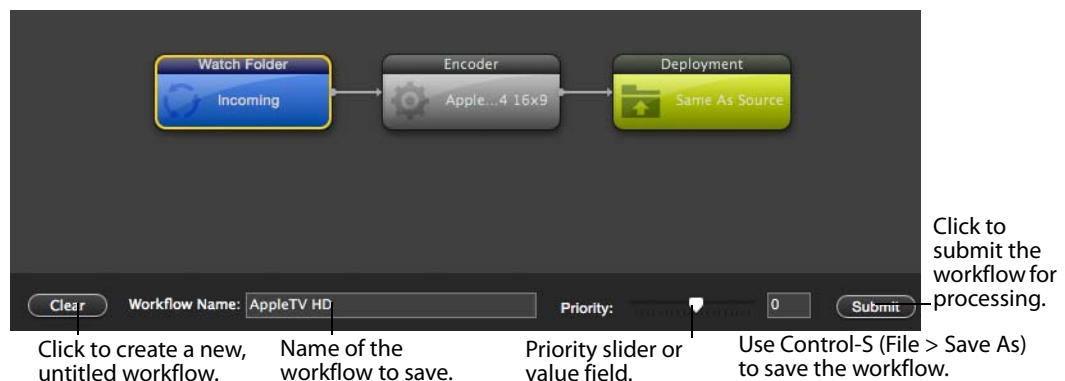 Watch Folder
Incoming
Encoder
Apple...4 16x9
Deployment
Same As Source
Click to
submit the
workflow for
processing.
Clear
Workflow Name:
AppleTV HD
Priority:
0
Submit
Click to create a new,
untitled workflow.
Name of the
workflow to save.
Priority slider or
value field.
Use Control-S (File > Save As)
to save the workflow.